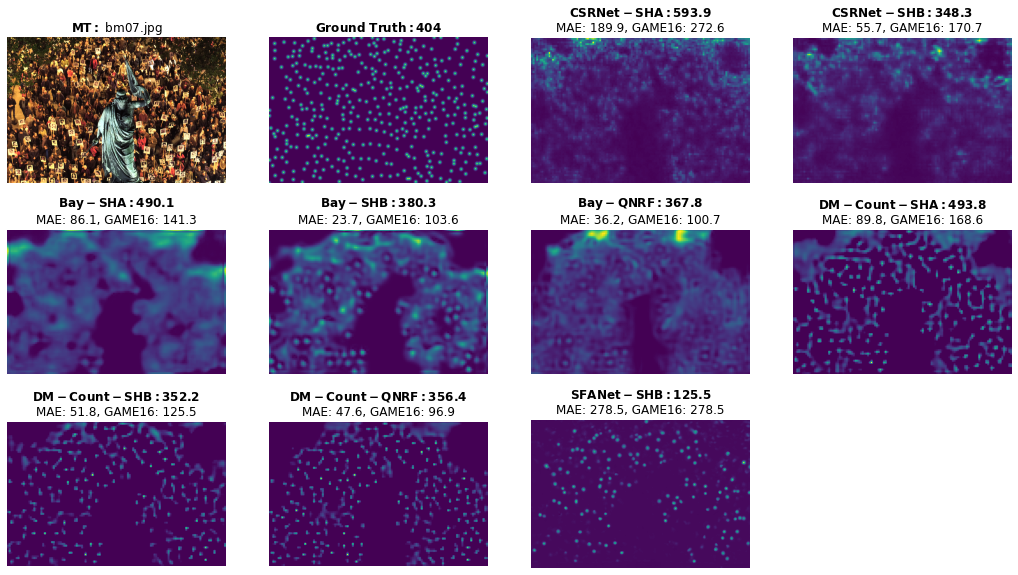 MT: bm07.jpg
Ground Truth: 404
CSRNet − SHA: 593.9
MAE: 189.9, GAME16: 272.6
CSRNet − SHB: 348.3
MAE: 55.7, GAME16: 170.7
Bay − SHA: 490.1
MAE: 86.1, GAME16: 141.3
Bay − SHB: 380.3
MAE: 23.7, GAME16: 103.6
Bay − QNRF: 367.8
MAE: 36.2, GAME16: 100.7
DM − Count − SHA: 493.8
MAE: 89.8, GAME16: 168.6
DM − Count − SHB: 352.2
MAE: 51.8, GAME16: 125.5
DM − Count − QNRF: 356.4
MAE: 47.6, GAME16: 96.9
SFANet − SHB: 125.5
MAE: 278.5, GAME16: 278.5